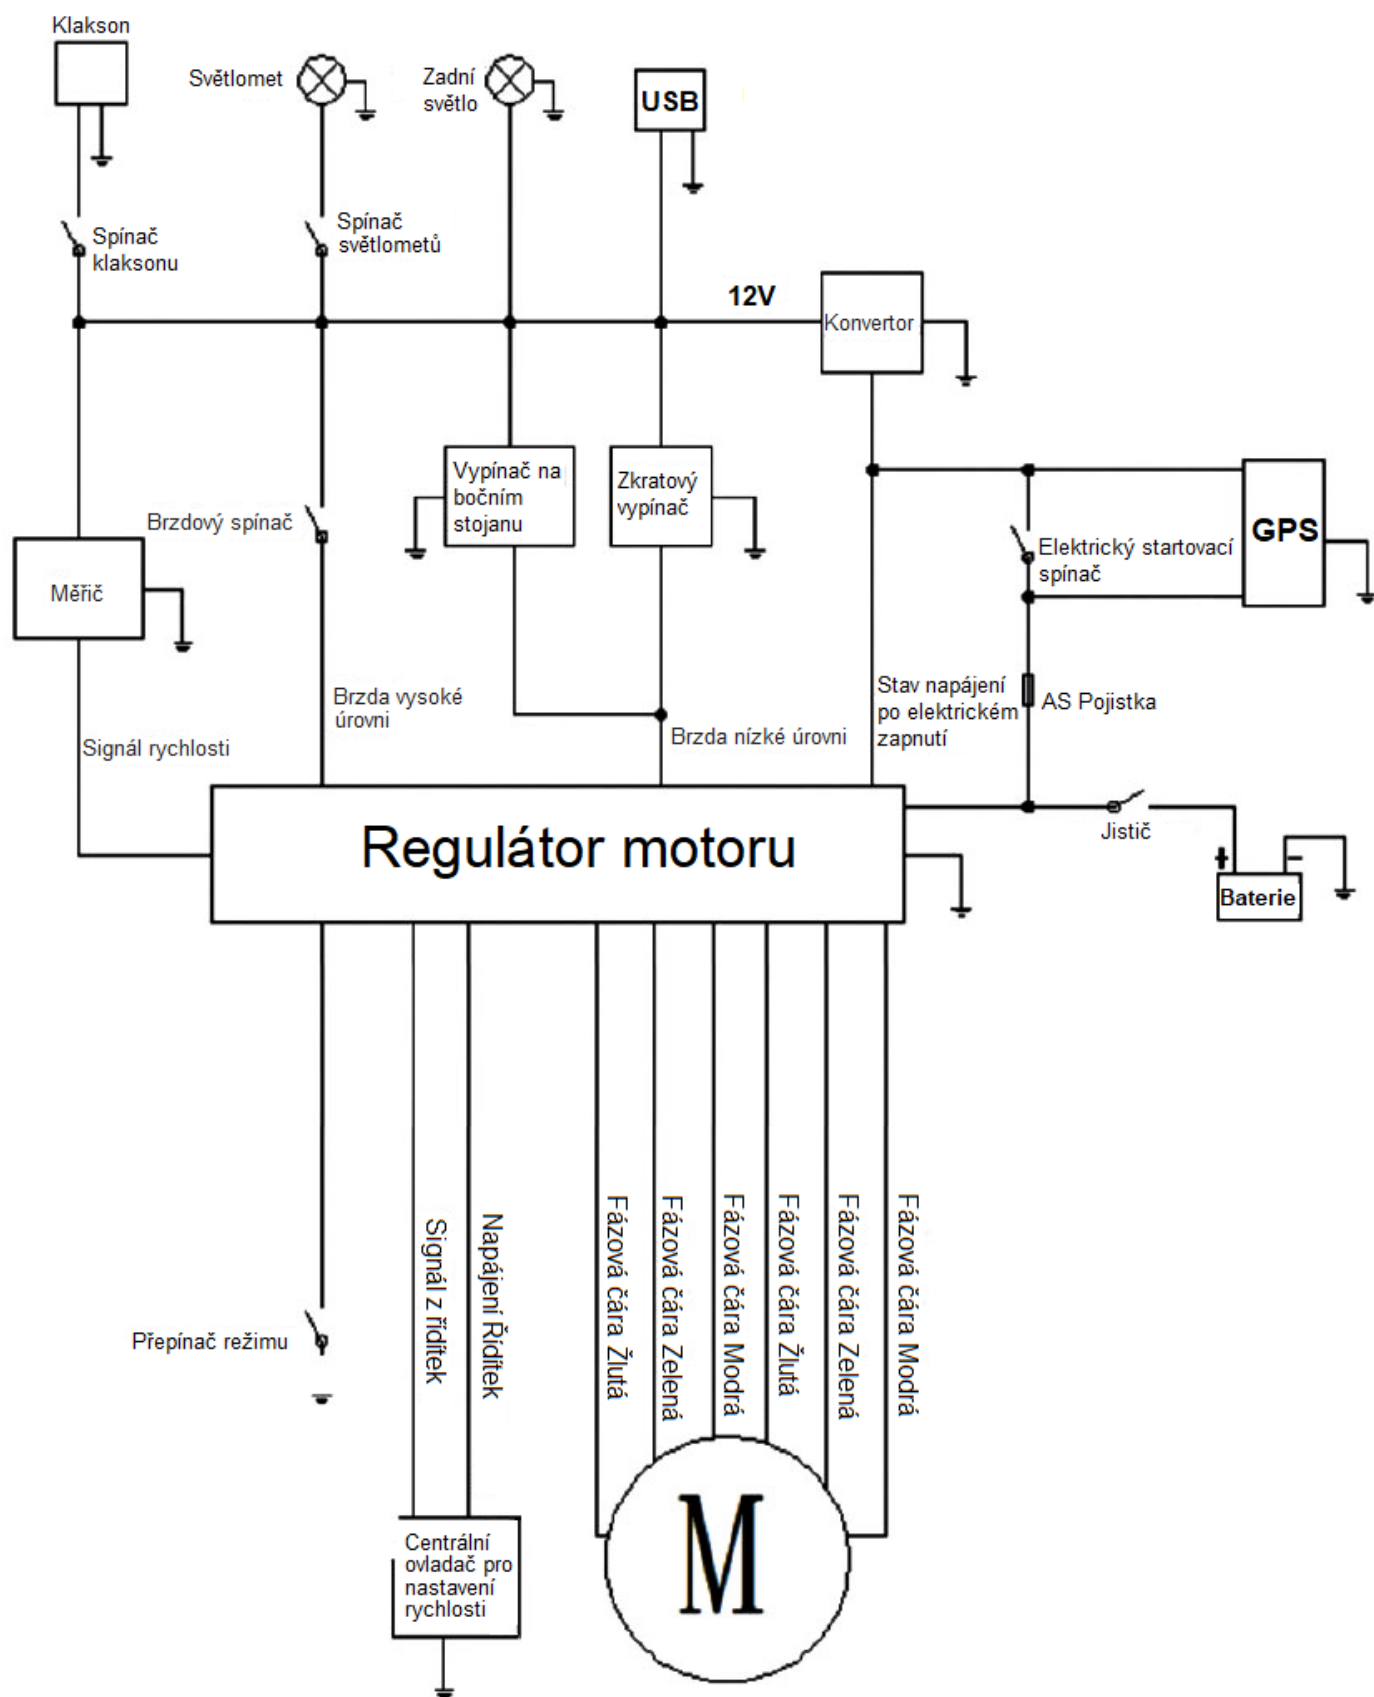 Klakson
Světlomet
Zadní
světlo
USB
Spínač
klaksonu
Spínač
světlometů
12V
Konvertor
Vypínač na
bočním
stojanu
Zkratový
vypínač
Brzdový spínač
GPS
Elektrický startovací
spínač
Měřič
Brzda vysoké
úrovni
Stav napájení
po elektrickém
zapnutí
AS Pojistka
Signál rychlosti
Brzda nízké úrovni
Regulátor motoru
Jistič
+
−
Baterie
Přepínač režimu
Signál z řídítek
Napájení Řidítek
Fázová čára Žlutá
Fázová čára Zelená
Fázová čára Modrá
Fázová čára Žlutá
Fázová čára Zelená
Fázová čára Modrá
Centrální
ovladač pro
nastavení
rychlosti
M